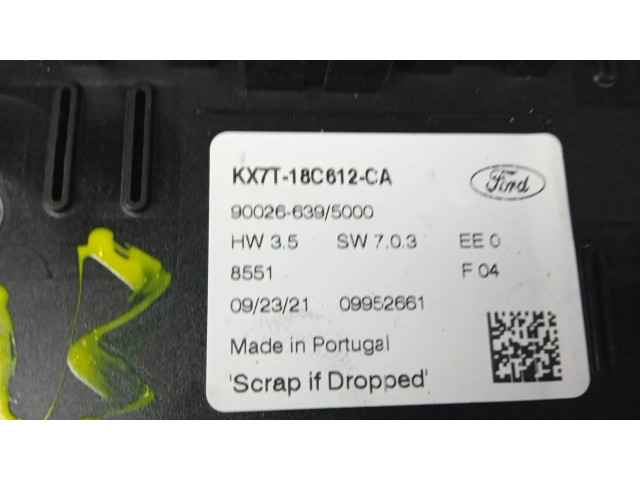 KX7T-18C612-CA
Ford
90026-639/5000
HW 3.5 SW 7.0.3 EE 0
8551 F 04
09/23/21 09952661
Made in Portugal
'Scrap if Dropped'